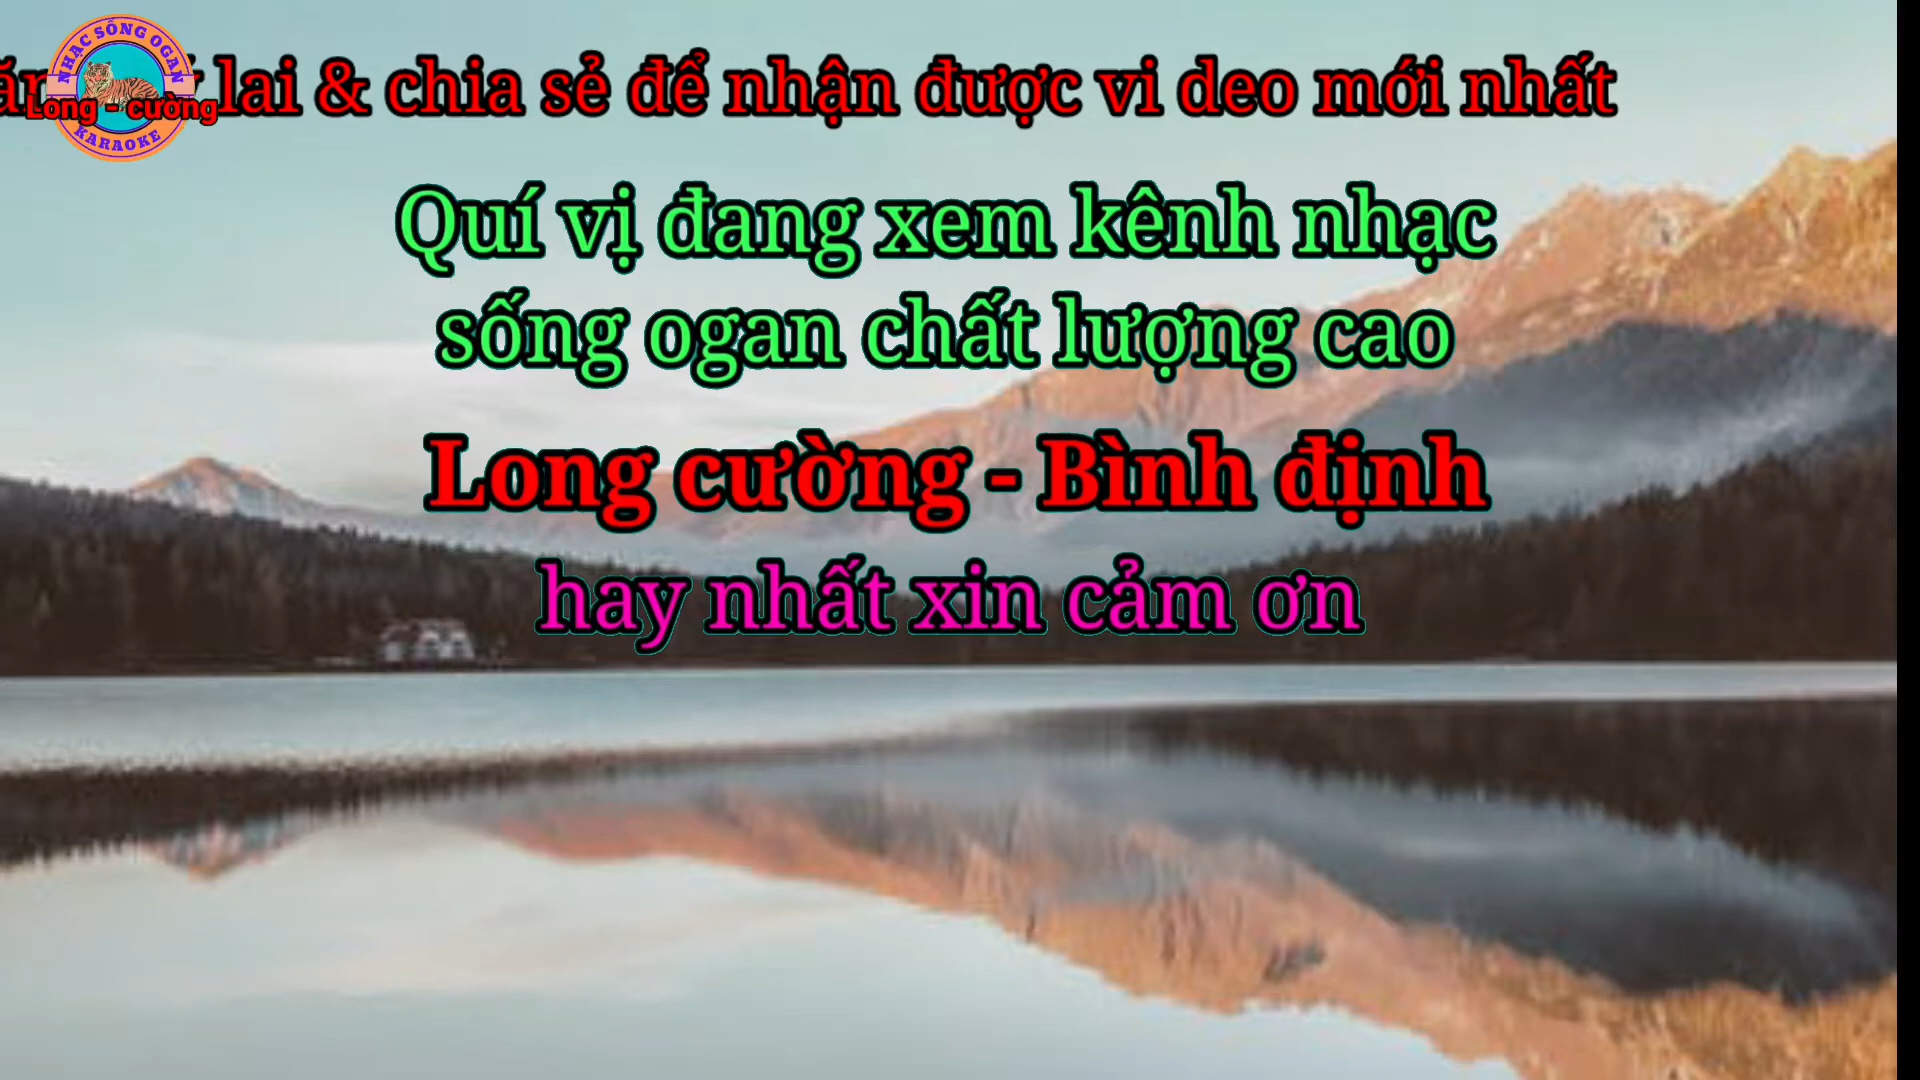 lai & chia sẻ để nhận được vi deo mới nhất
NHẠC SỐNG OGAN
Long - cường
KARAOKE
Quí vị đang xem kênh nhạc
sống ogan chất lượng cao
Long cường - Bình định
hay nhất xin cảm ơn